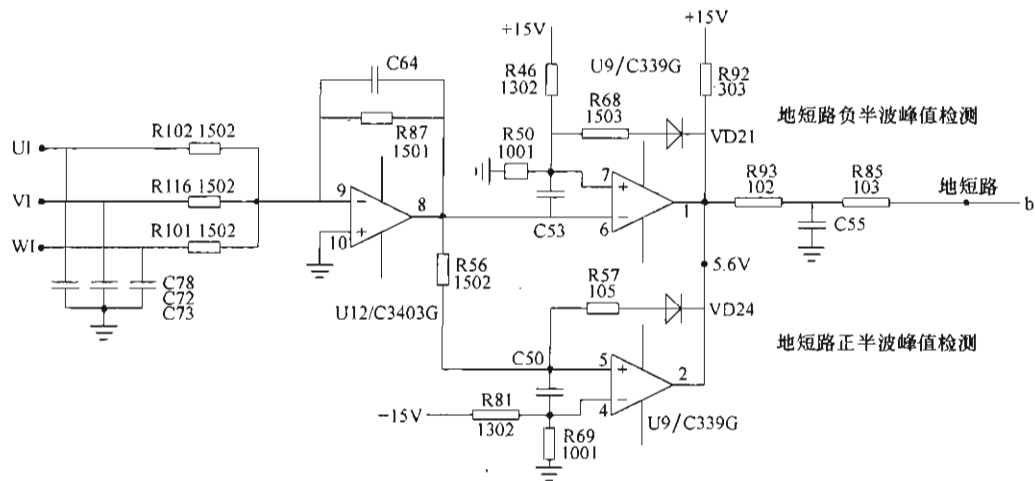 +15V
+15V
C64
R46
1302
U9/C339G
R92
303
R102 1502
R87
1501
R68
1503
VD21
地短路负半波峰值检测
UI
R50
1001
R116 1502
VI
9
8
7
6
1
R93
102
R85
103
地短路
b
R101 1502
WI
10
C53
C55
R56
1502
5.6V
C78
C72
C73
U12/C3403G
R57
105
VD24
地短路正半波峰值检测
C50
5
4
2
-15V
R81
1302
U9/C339G
R69
1001
−
+
+
−
+
−